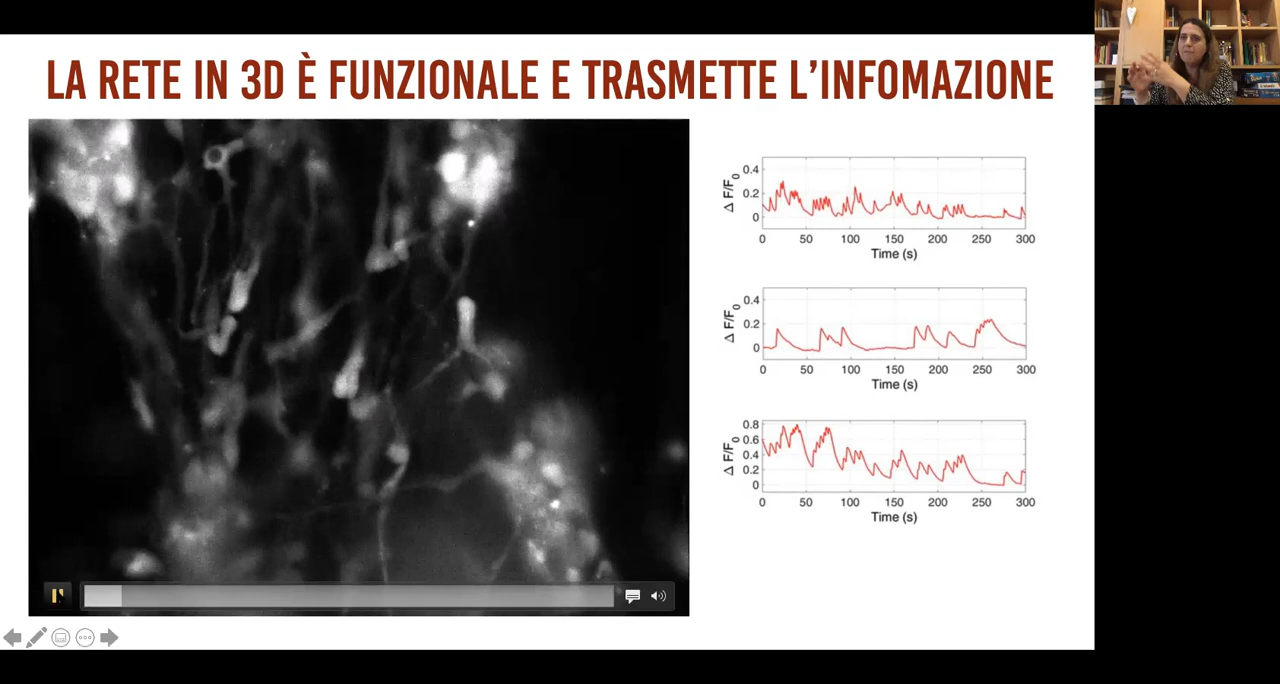 LA RETE IN 3D È FUNZIONALE E TRASMETTE L'INFOMAZIONE
Δ F/F0
0.4
0.2
0
0 50 100 150 200 250 300
Time (s)
Δ F/F0
0.4
0.2
0
0 50 100 150 200 250 300
Time (s)
Δ F/F0
0.8
0.6
0.4
0.2
0
0 50 100 150 200 250 300
Time (s)